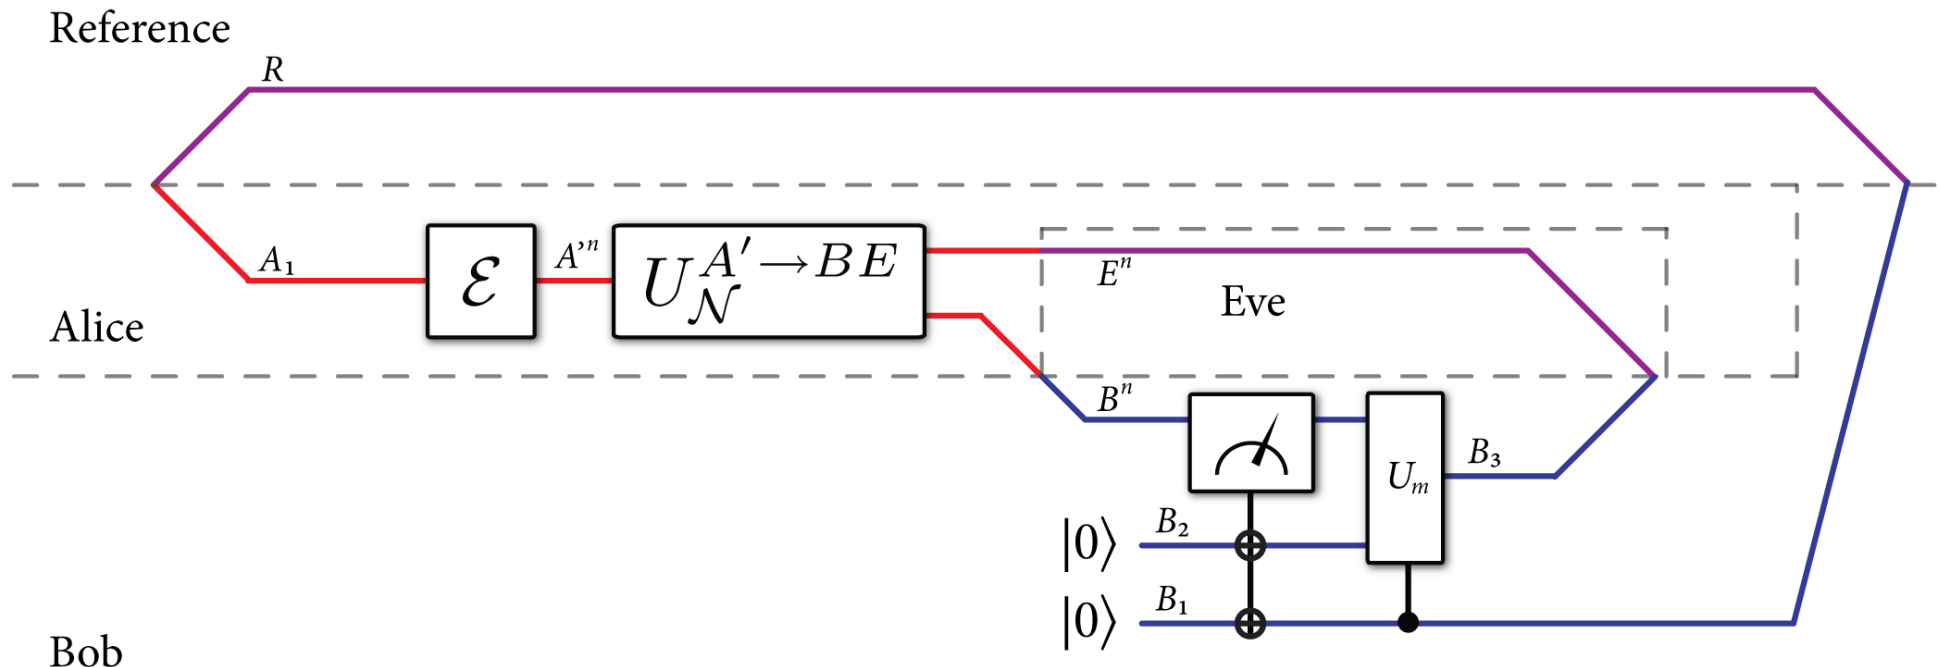 Reference
R
A₁
ℰ
A’ⁿ
U_𝒩^{A′→BE}
Eⁿ
Eve
Alice
Bⁿ
U_m
B₃
|0⟩ B₂
|0⟩ B₁
Bob